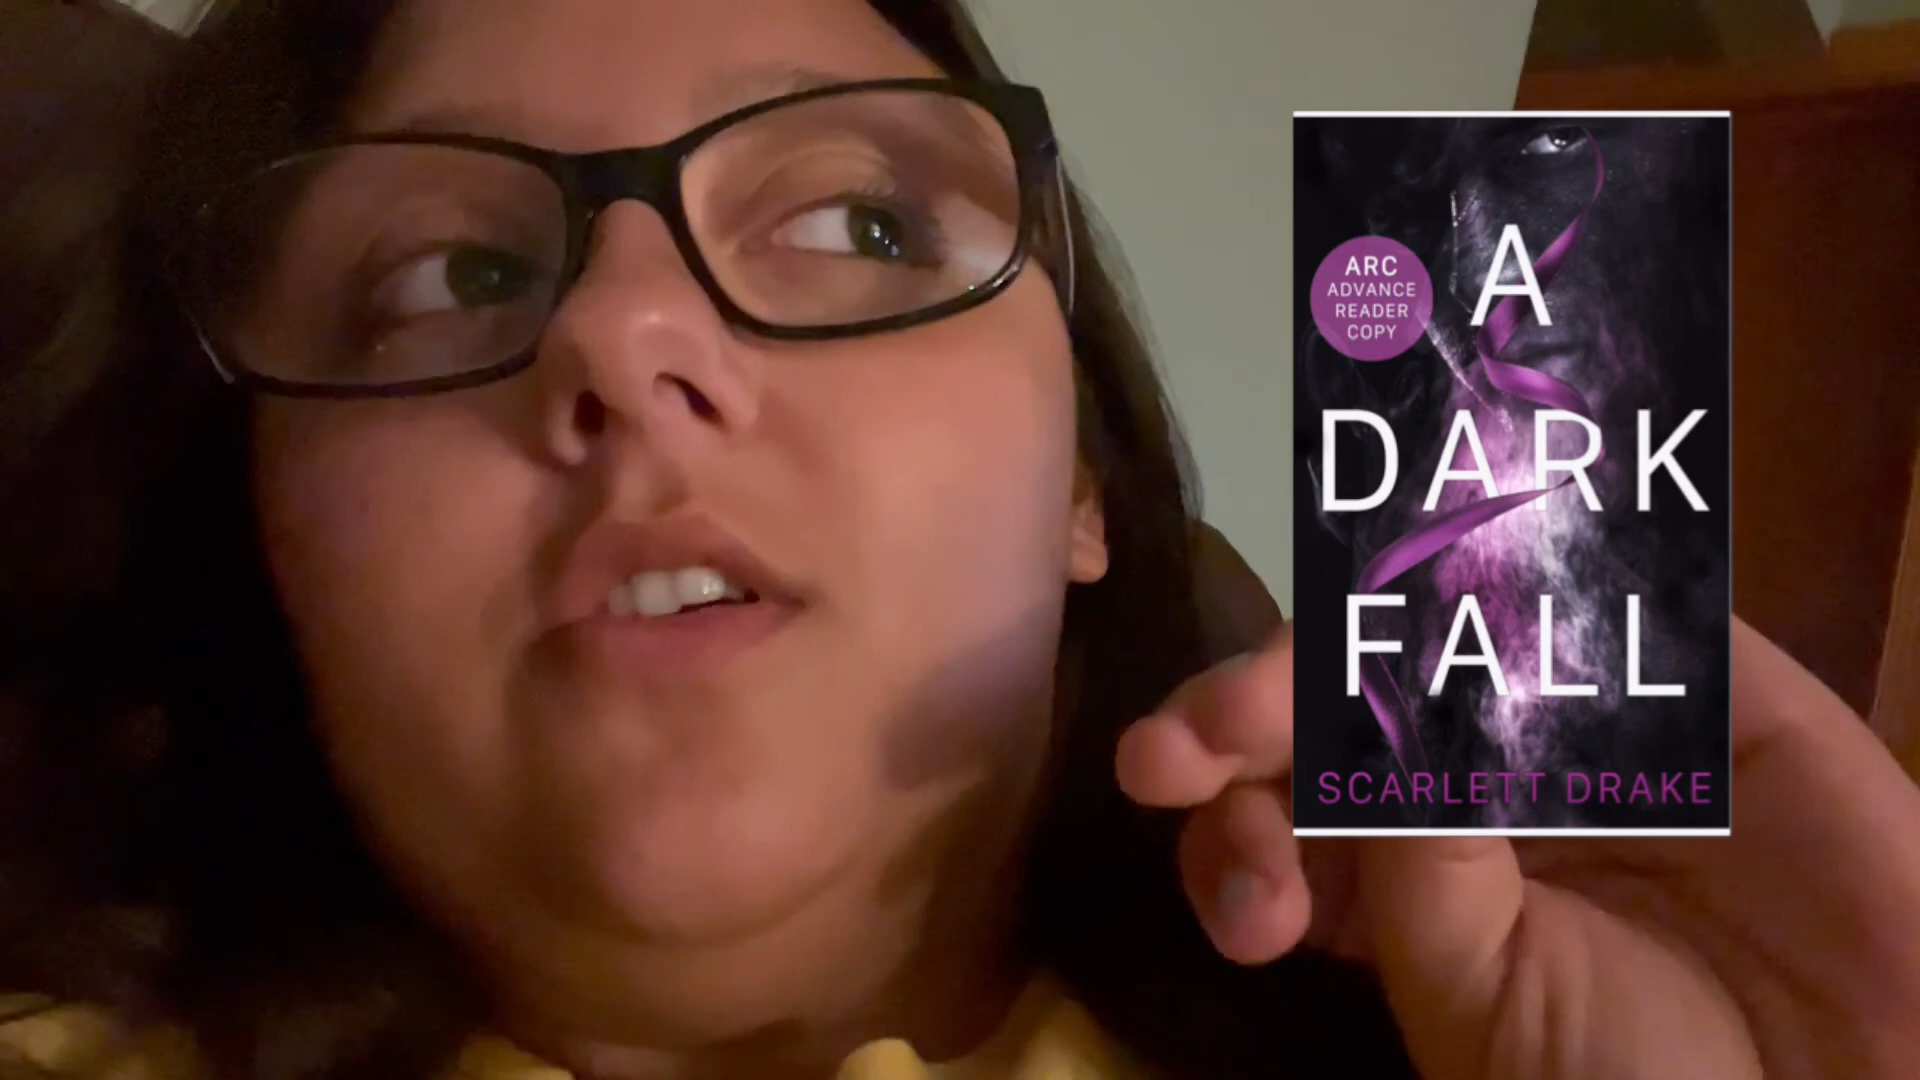 ARC
ADVANCE
READER
COPY
A
DARK
FALL
SCARLETT DRAKE